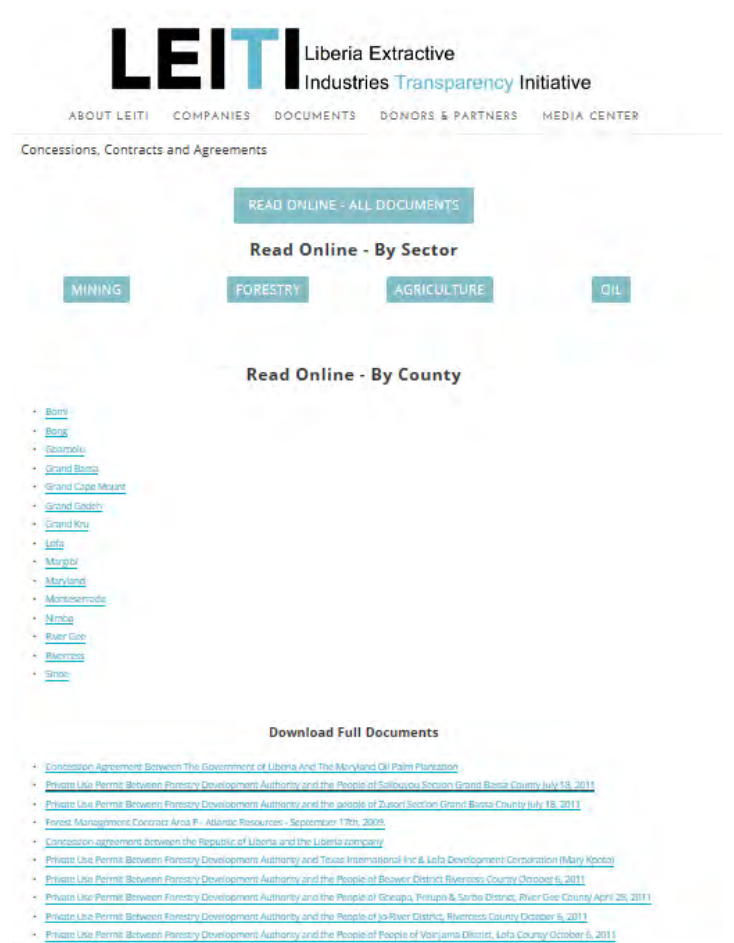 LEITI
Liberia Extractive
Industries Transparency Initiative
ABOUT LEITI COMPANIES DOCUMENTS DONORS & PARTNERS MEDIA CENTER
Concessions, Contracts and Agreements
READ ONLINE - ALL DOCUMENTS
Read Online - By Sector
MINING FORESTRY AGRICULTURE OIL
Read Online - By County
Bomi
Bong
Gbarpolu
Grand Bassa
Grand Cape Mount
Grand Gedeh
Grand Kru
Lofa
Margibi
Maryland
Monteserrado
Nimba
River Gee
Rivercess
Sinoe
Download Full Documents
Concession Agreement Between The Government of Liberia And The Maryland Oil Palm Plantation
Private Use Permit Between Forestry Development Authority and the People of Section Grand Bassa County July 18, 2011
Private Use Permit Between Forestry Development Authority and the people of Zusori Section Grand Bassa County July 18, 2011
Forest Management Contract Area P - Atlantic Resources - September 17th, 2009.
Concession agreement between the Republic of Liberia and the Liberia company
Private Use Permit Between Forestry Development Authority and Texas International Inc & Lofa Development Corporation (Mary Kpoto)
Private Use Permit Between Forestry Development Authority and the People of Beawor District Rivercess County October 6, 2011
Private Use Permit Between Forestry Development Authority and the People of Gbeapo, & Sarbo District, River Gee County April 29, 2011
Private Use Permit Between Forestry Development Authority and the People of Jo-River District, Rivercess County October 6, 2011
Private Use Permit Between Forestry Development Authority and the People of People of Voinjama District, Lofa County October 6, 2011